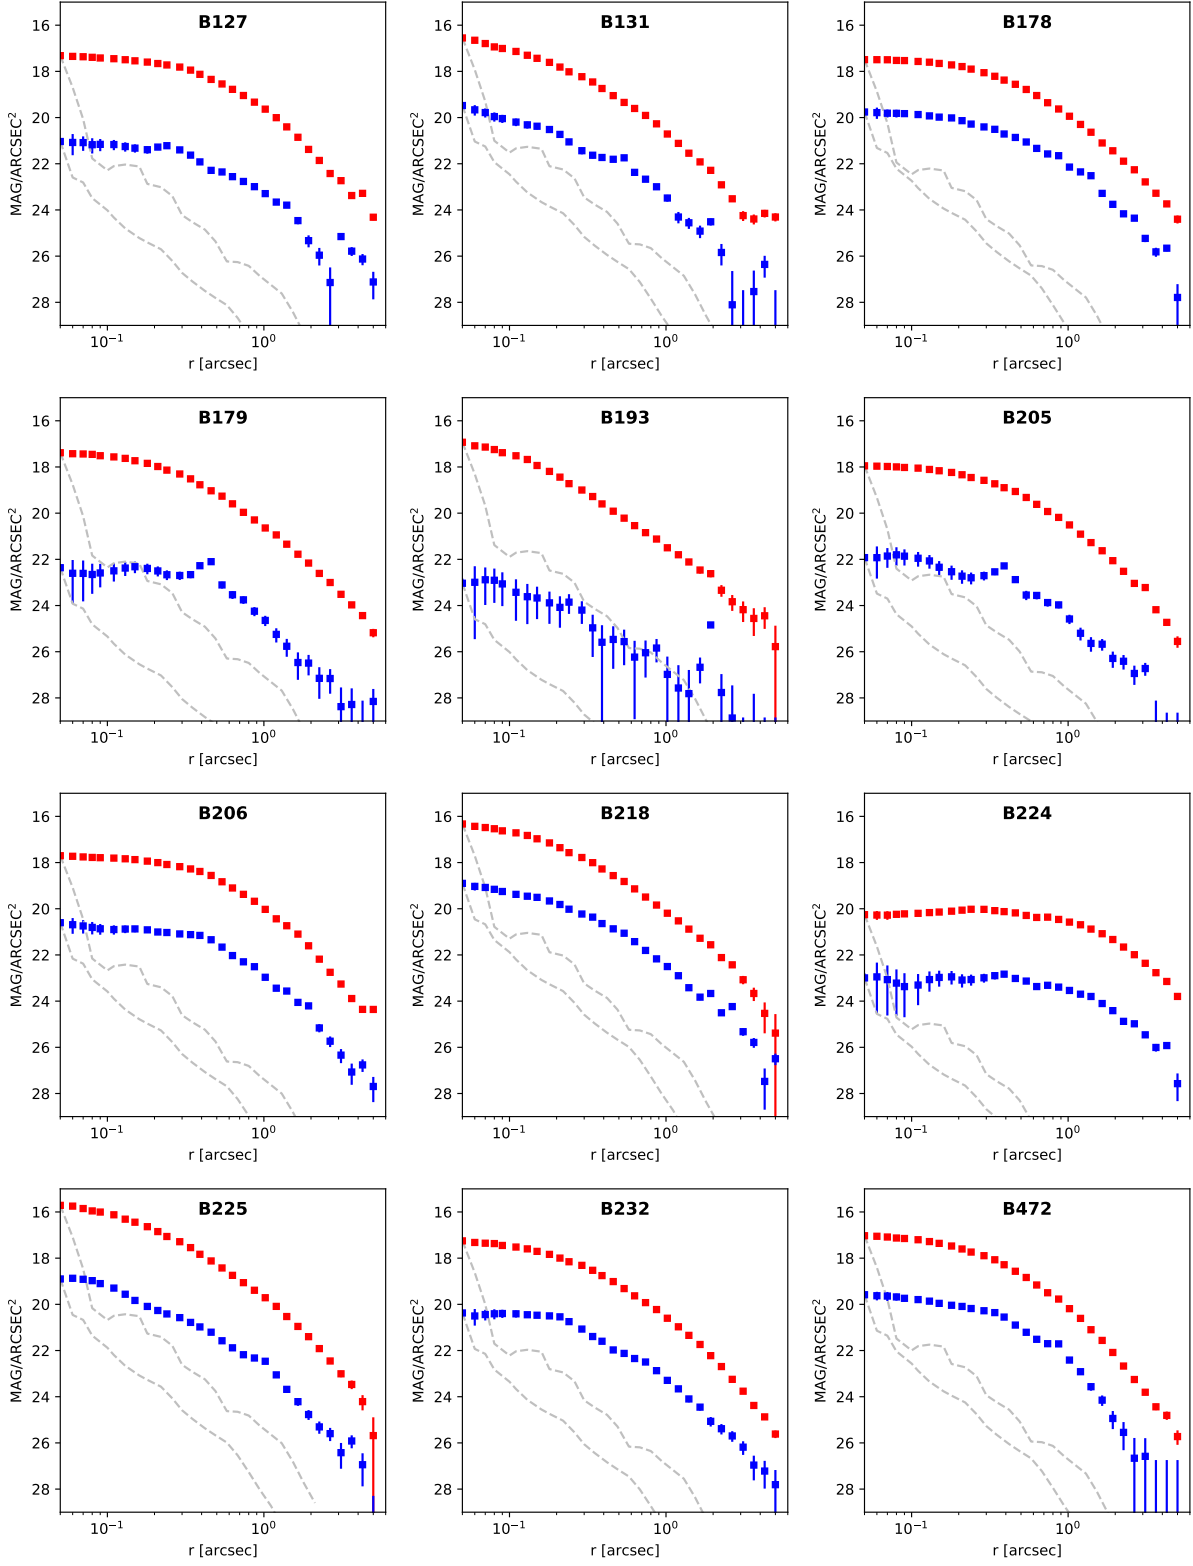 B127 B131 B178
16 16 16
18 18 18
20 20 20
22 22 22
24 24 24
26 26 26
28 28 28
MAG/ARCSEC² MAG/ARCSEC² MAG/ARCSEC²
10⁻¹ 10⁰ 10⁻¹ 10⁰ 10⁻¹ 10⁰
r [arcsec] r [arcsec] r [arcsec]
B179 B193 B205
16 16 16
18 18 18
20 20 20
22 22 22
24 24 24
26 26 26
28 28 28
MAG/ARCSEC² MAG/ARCSEC² MAG/ARCSEC²
10⁻¹ 10⁰ 10⁻¹ 10⁰ 10⁻¹ 10⁰
r [arcsec] r [arcsec] r [arcsec]
B206 B218 B224
16 16 16
18 18 18
20 20 20
22 22 22
24 24 24
26 26 26
28 28 28
MAG/ARCSEC² MAG/ARCSEC² MAG/ARCSEC²
10⁻¹ 10⁰ 10⁻¹ 10⁰ 10⁻¹ 10⁰
r [arcsec] r [arcsec] r [arcsec]
B225 B232 B472
16 16 16
18 18 18
20 20 20
22 22 22
24 24 24
26 26 26
28 28 28
MAG/ARCSEC² MAG/ARCSEC² MAG/ARCSEC²
10⁻¹ 10⁰ 10⁻¹ 10⁰ 10⁻¹ 10⁰
r [arcsec] r [arcsec] r [arcsec]